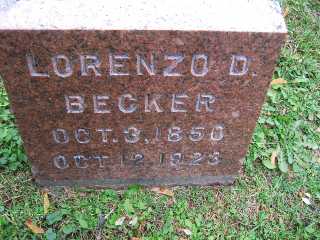 LORENZO D.
BECKER
OCT. 3, 1850
OCT. 12, 1923